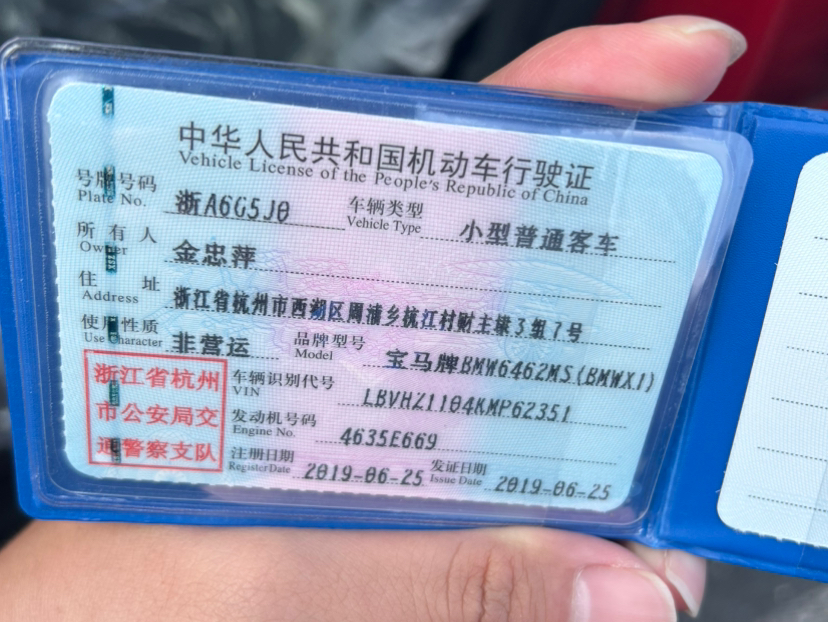 中华人民共和国机动车行驶证
Vehicle License of the People's Republic of China
号牌号码 浙A6G5J0 车辆类型 小型普通客车
Plate No. Vehicle Type
所有人 金忠萍
Owner
住址 浙江省杭州市西湖区周浦乡杭江村财主埭3组7号
Address
使用性质 非营运 品牌型号 宝马牌BMW6462MS(BMWX1)
Use Character Model
浙江省杭州
市公安局交
通警察支队
车辆识别代号 LBVHZ1104KMP62351
VIN
发动机号码 4635E669
Engine No.
注册日期 2019-06-25 发证日期 2019-06-25
Register Date Issue Date